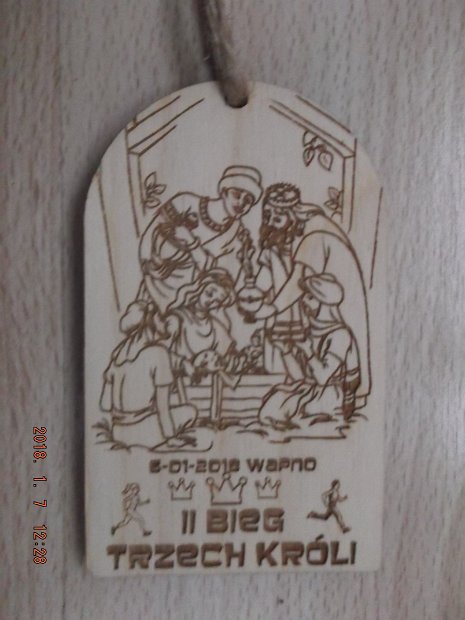 6-01-2018 WAPNO
II BIEG
TRZECH KRÓLI
2018. 1. 7 12:28